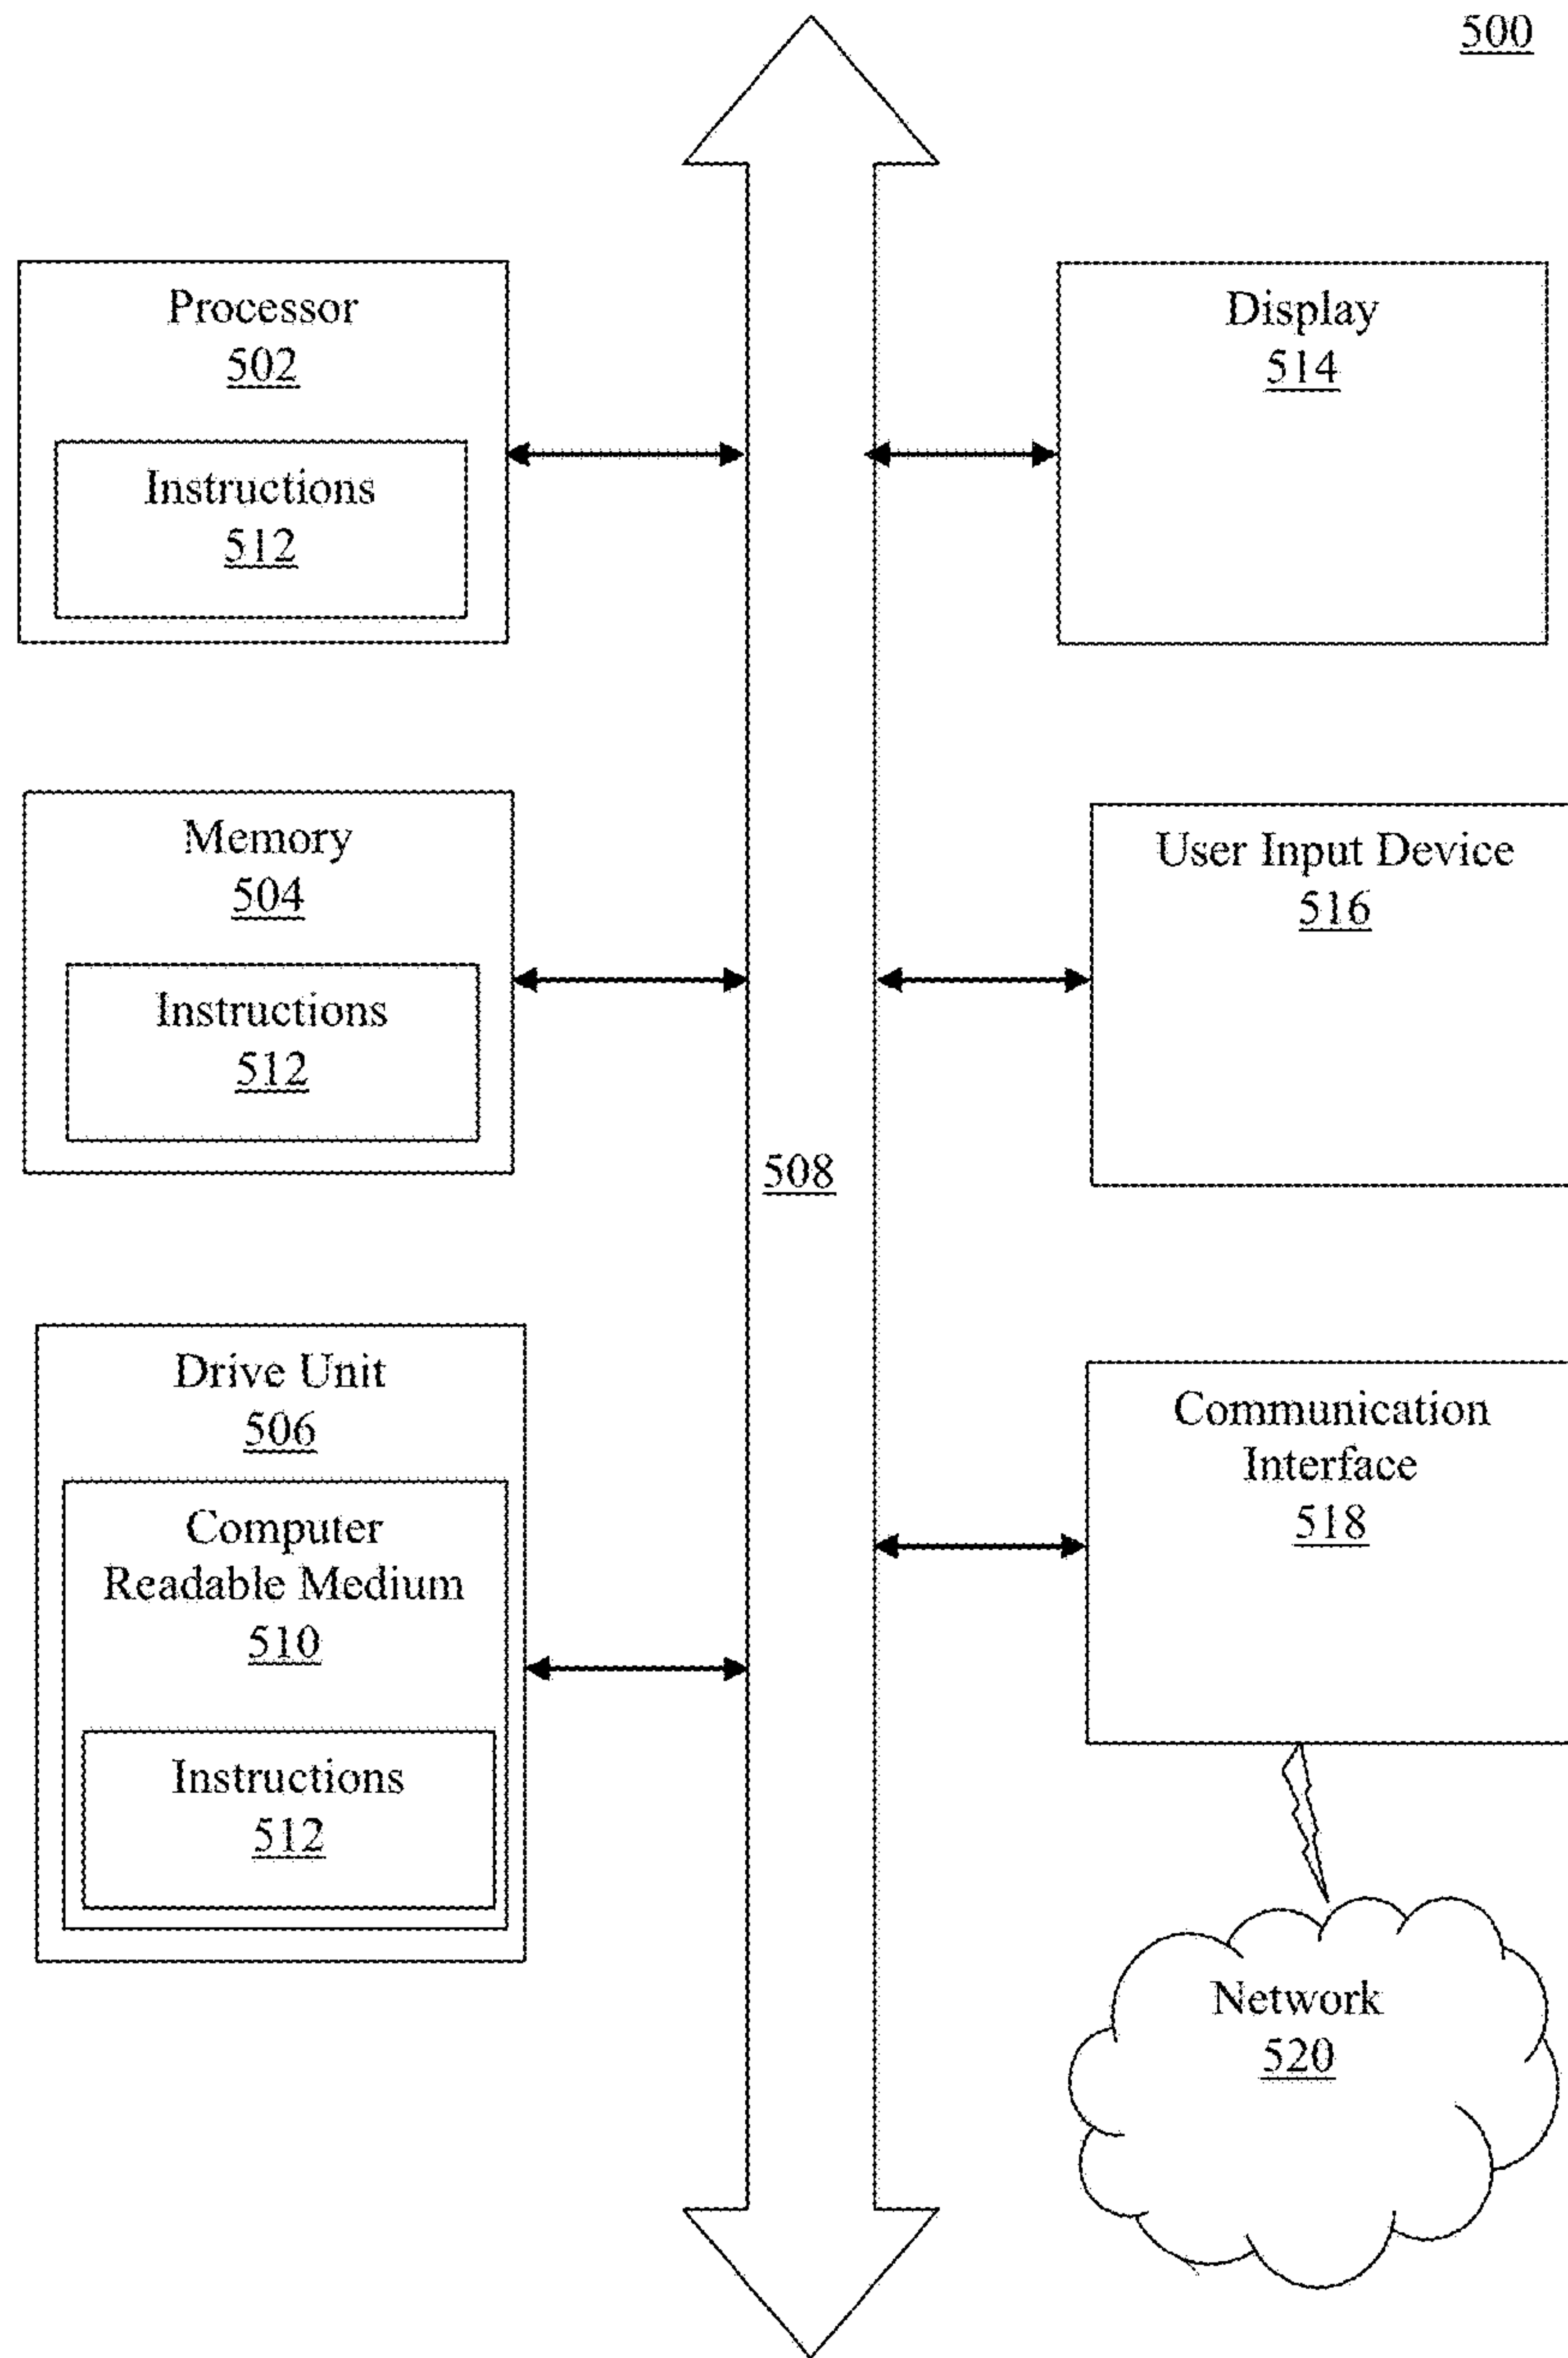 500
Processor
502
Instructions
512
Memory
504
Instructions
512
Drive Unit
506
Computer
Readable Medium
510
Instructions
512
508
Display
514
User Input Device
516
Communication
Interface
518
Network
520